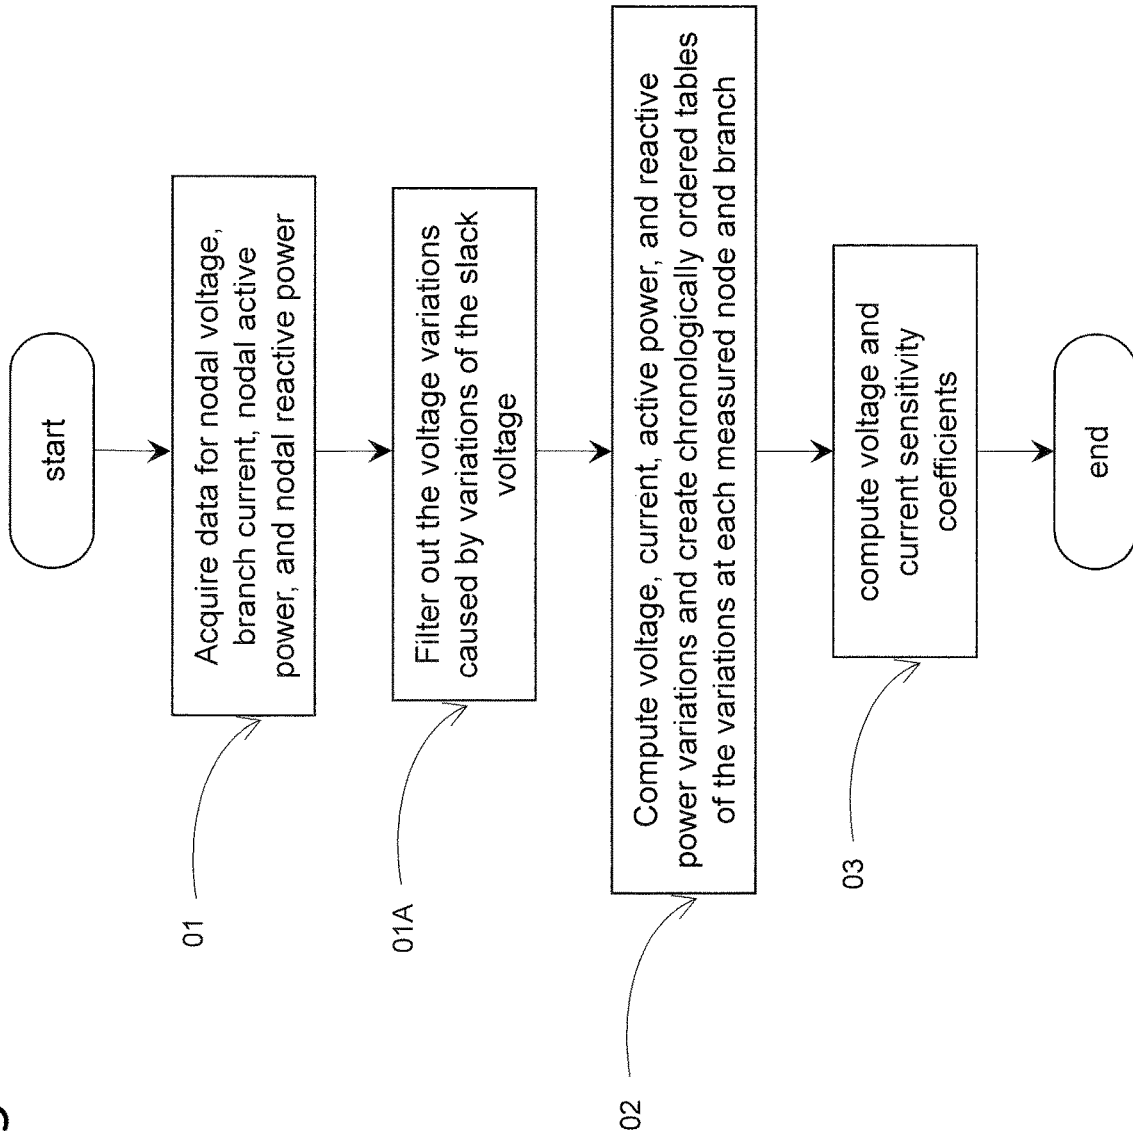 start
Acquire data for nodal voltage,
branch current, nodal active
power, and nodal reactive power
01
Filter out the voltage variations
caused by variations of the slack
voltage
01A
Compute voltage, current, active power, and reactive
power variations and create chronologically ordered tables
of the variations at each measured node and branch
02
compute voltage and
current sensitivity
coefficients
03
end